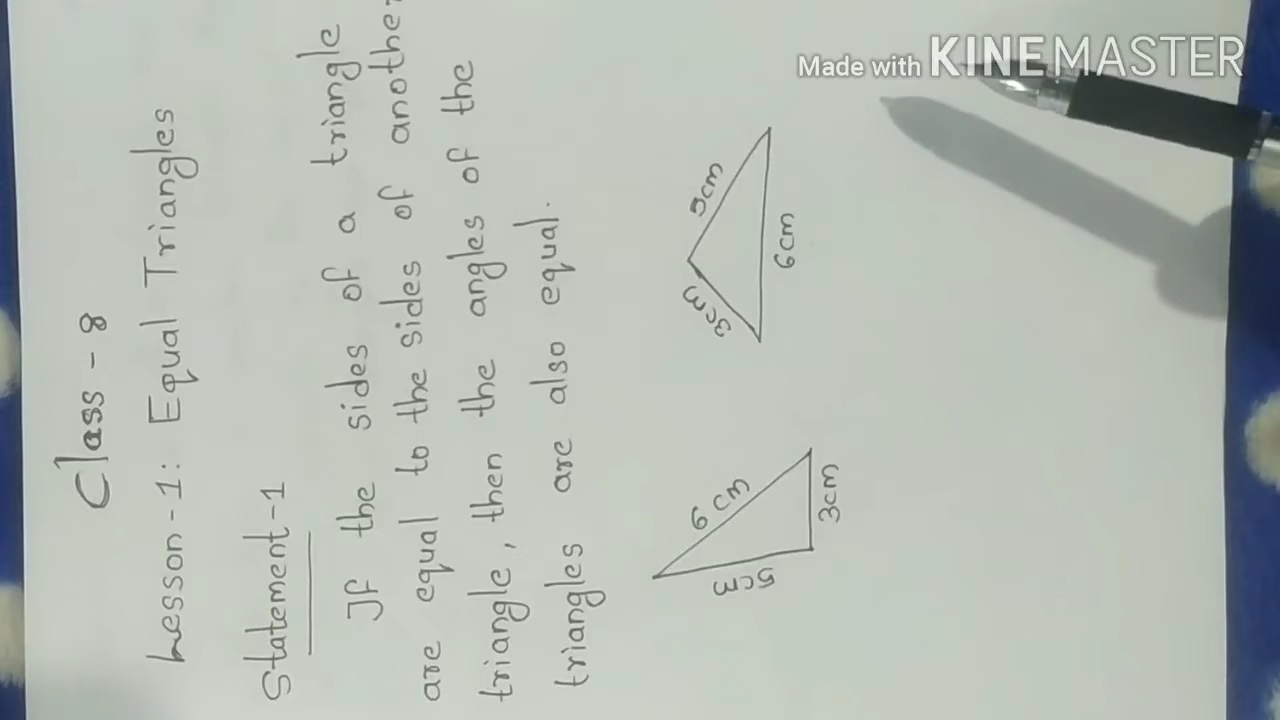 Class - 8
Lesson - 1: Equal Triangles
Statement-1
If the sides of a triangle
are equal to the sides of another
triangle, then the angles of the
triangles are also equal.
6 cm
5cm
3cm
5cm
3cm
6cm
Made with KINEMASTER